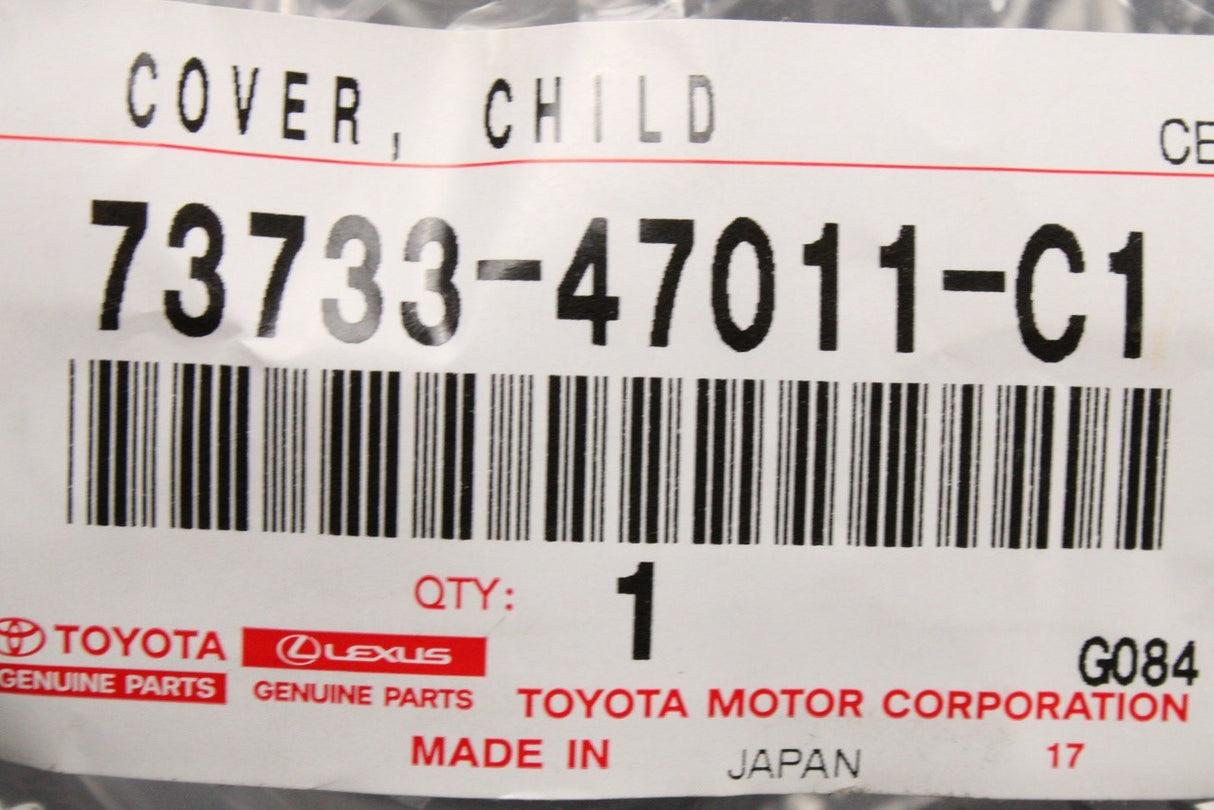 COVER, CHILD
73733-47011-C1
QTY: 1
TOYOTA
GENUINE PARTS
LEXUS
GENUINE PARTS
G084
TOYOTA MOTOR CORPORATION
MADE IN JAPAN 17